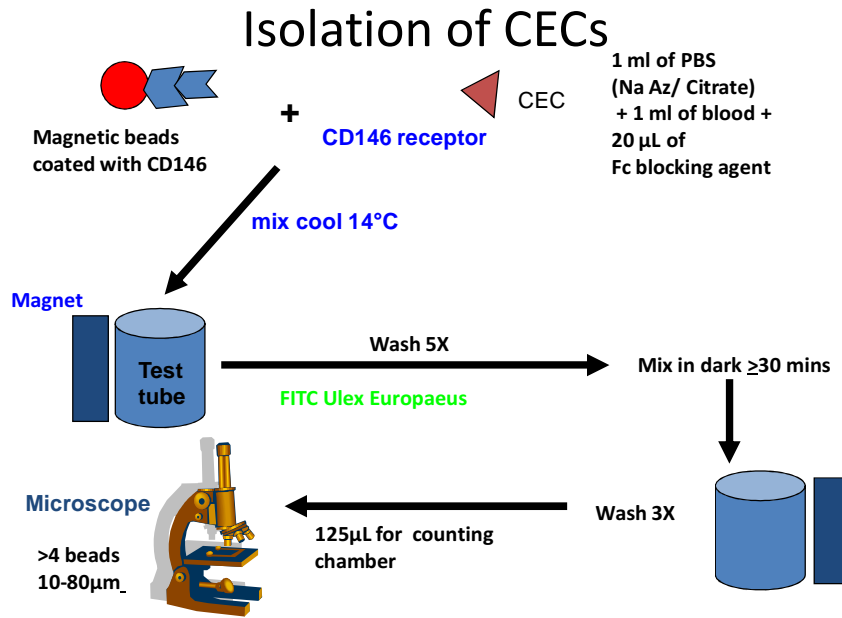 Isolation of CECs
Magnetic beads
coated with CD146
+
CD146 receptor
CEC
1 ml of PBS
(Na Az/ Citrate)
+ 1 ml of blood +
20 µL of
Fc blocking agent
mix cool 14°C
Magnet
Test
tube
Wash 5X
FITC Ulex Europaeus
Mix in dark ≥30 mins
Wash 3X
125µL for counting
chamber
Microscope
>4 beads
10-80µm